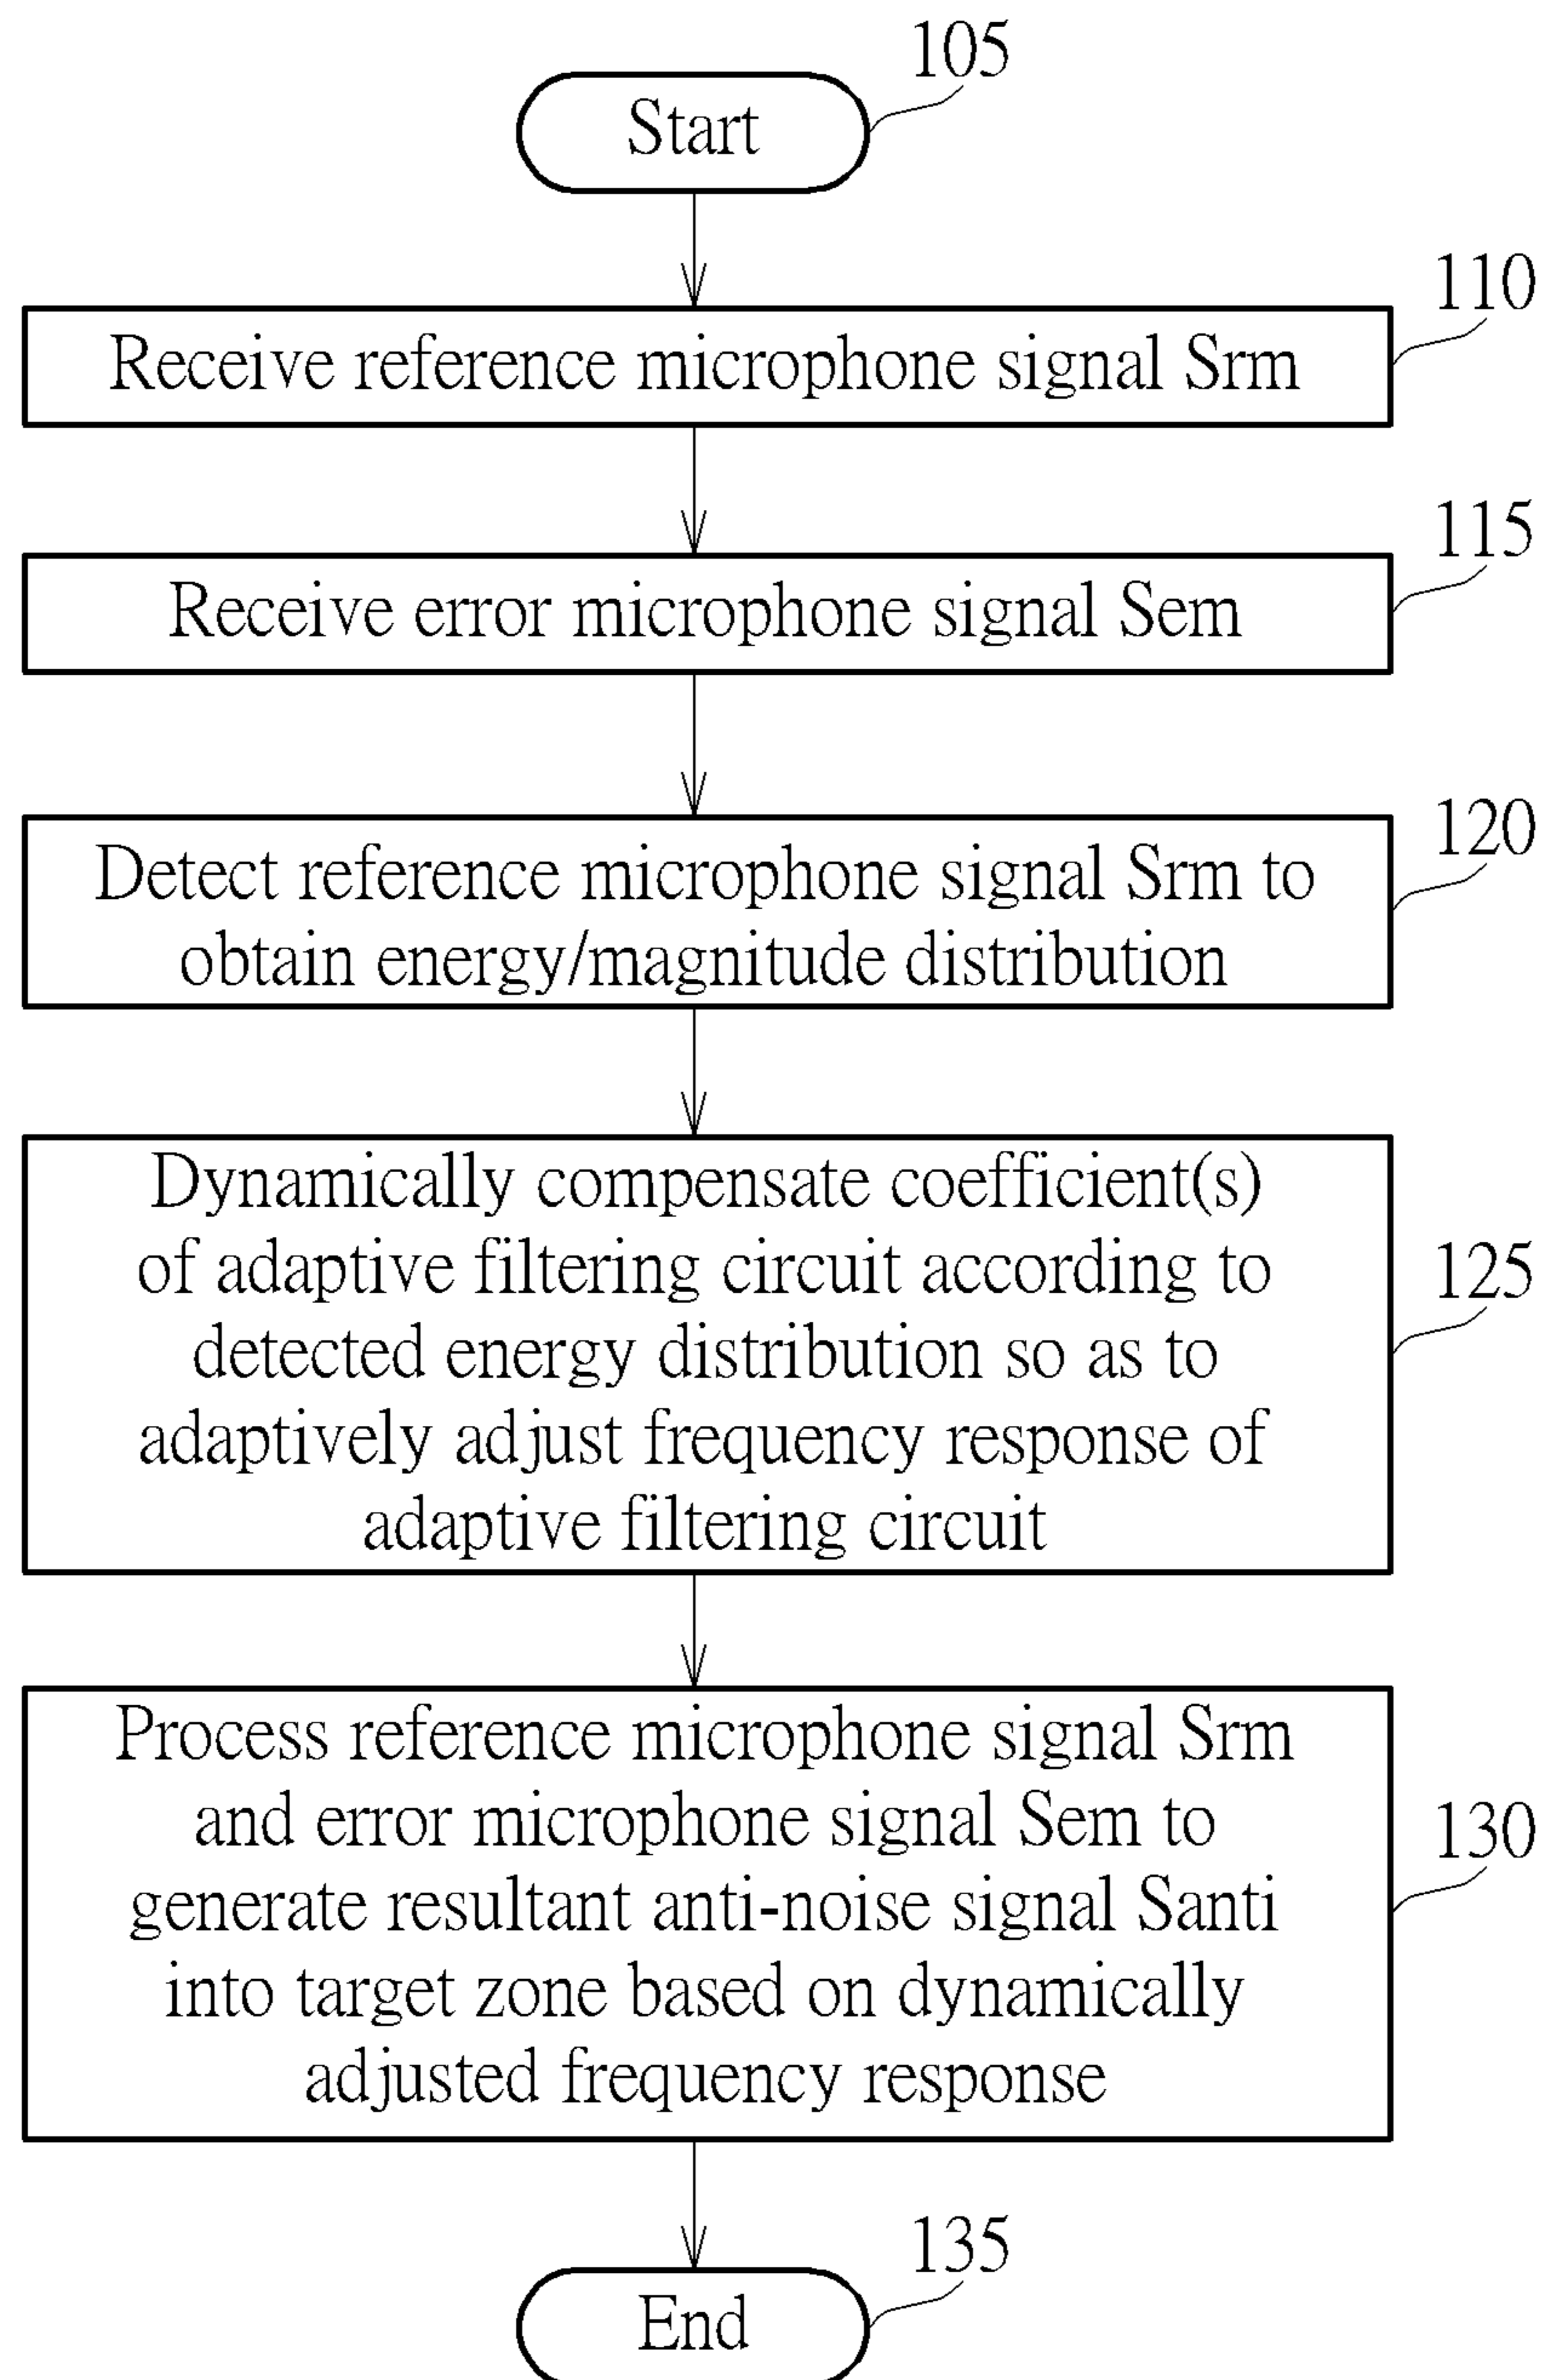 105
Start
110
Receive reference microphone signal Srm
115
Receive error microphone signal Sem
120
Detect reference microphone signal Srm to
obtain energy/magnitude distribution
Dynamically compensate coefficient(s)
of adaptive filtering circuit according to
125
detected energy distribution so as to
adaptively adjust frequency response of
adaptive filtering circuit
Process reference microphone signal Srm
and error microphone signal Sem to
130
generate resultant anti-noise signal Santi
into target zone based on dynamically
adjusted frequency response
135
End